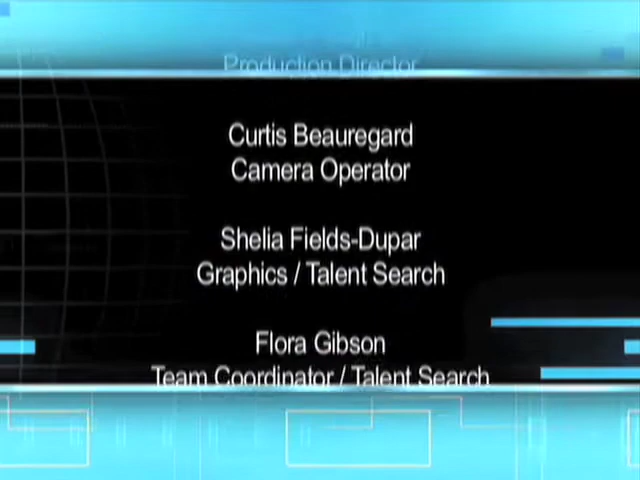 Production Director
Curtis Beauregard
Camera Operator
Shelia Fields-Dupar
Graphics / Talent Search
Flora Gibson
Team Coordinator / Talent Search